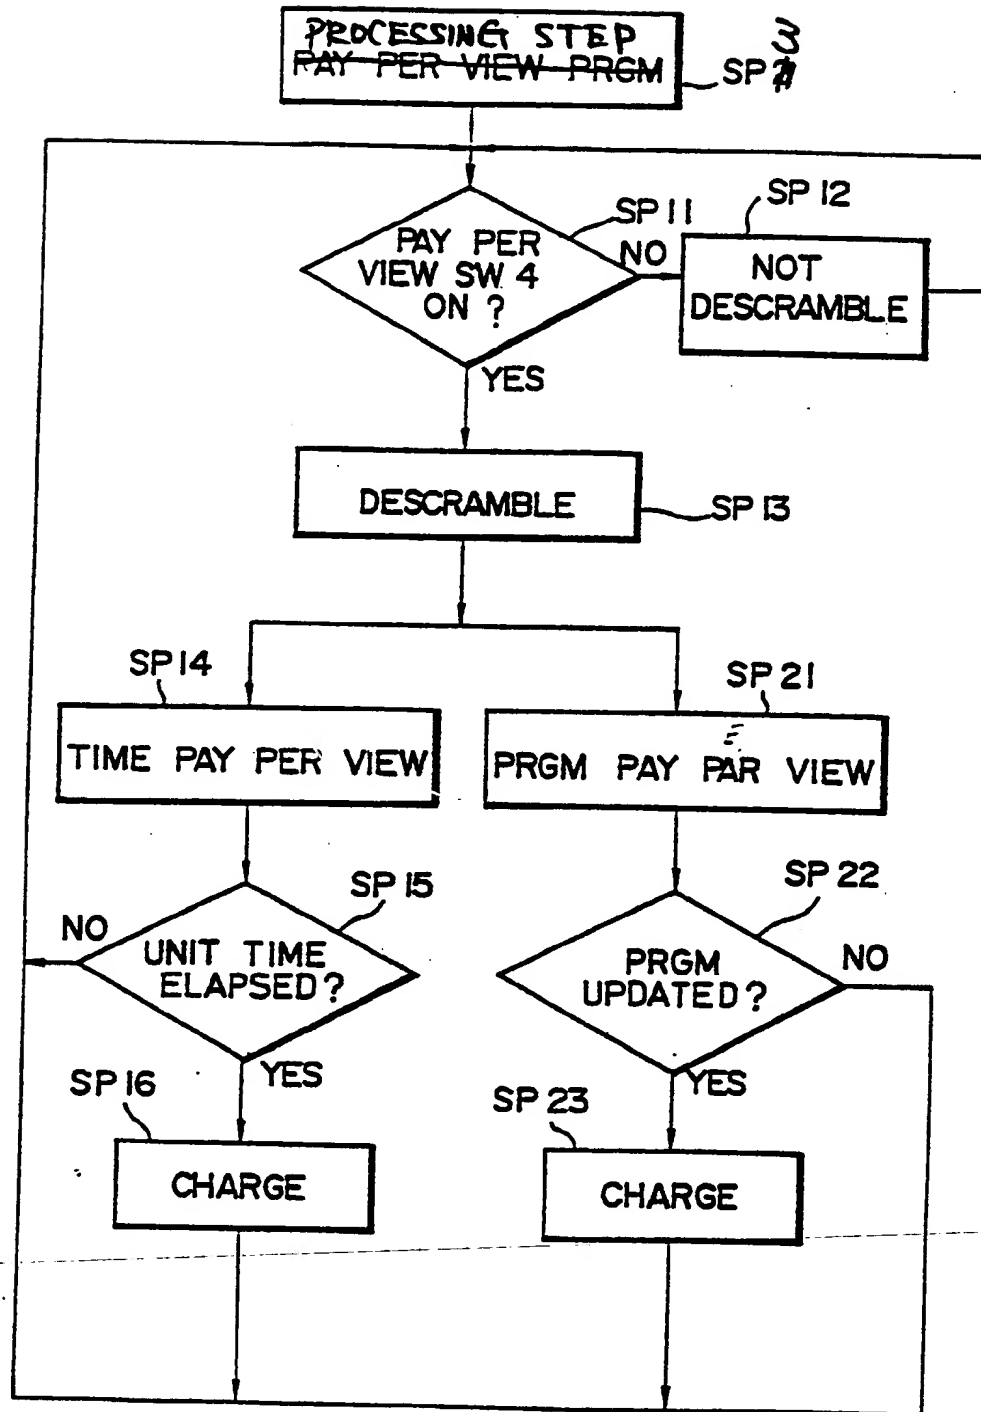 PROCESSING STEP
PAY PER VIEW PRGM
SP 3
SP 11
PAY PER
VIEW SW 4
ON ?
NO
SP 12
NOT
DESCRAMBLE
YES
DESCRAMBLE
SP 13
SP 14
TIME PAY PER VIEW
SP 21
E
PRGM PAY PAR VIEW
SP 15
NO
UNIT TIME
ELAPSED ?
YES
SP 22
PRGM
UPDATED ?
NO
YES
SP 16
CHARGE
SP 23
CHARGE